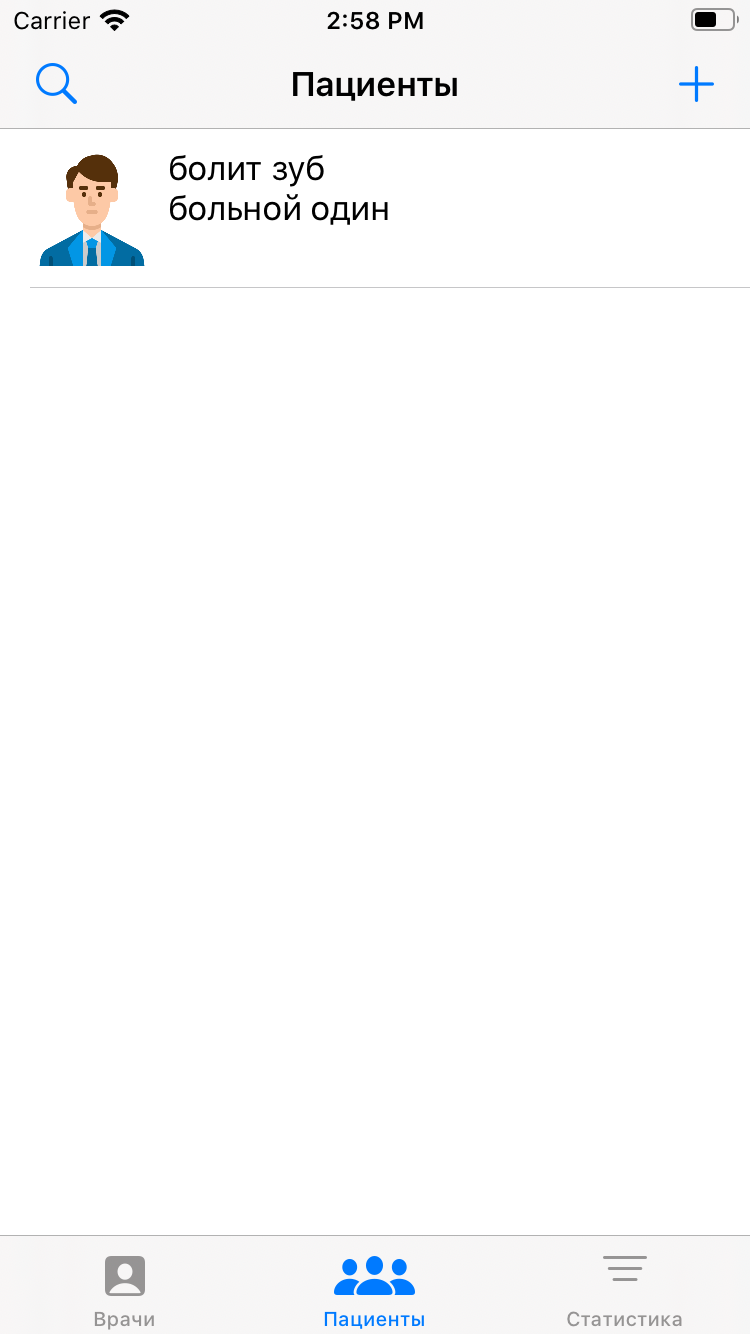 Carrier 2:58 PM
Пациенты
болит зуб
больной один
Врачи Пациенты Статистика